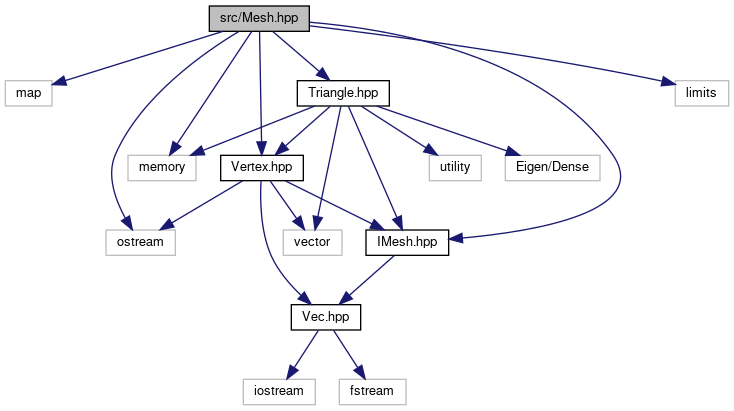 src/Mesh.hpp
map
Triangle.hpp
limits
memory
Vertex.hpp
utility
Eigen/Dense
ostream
vector
IMesh.hpp
Vec.hpp
iostream
fstream